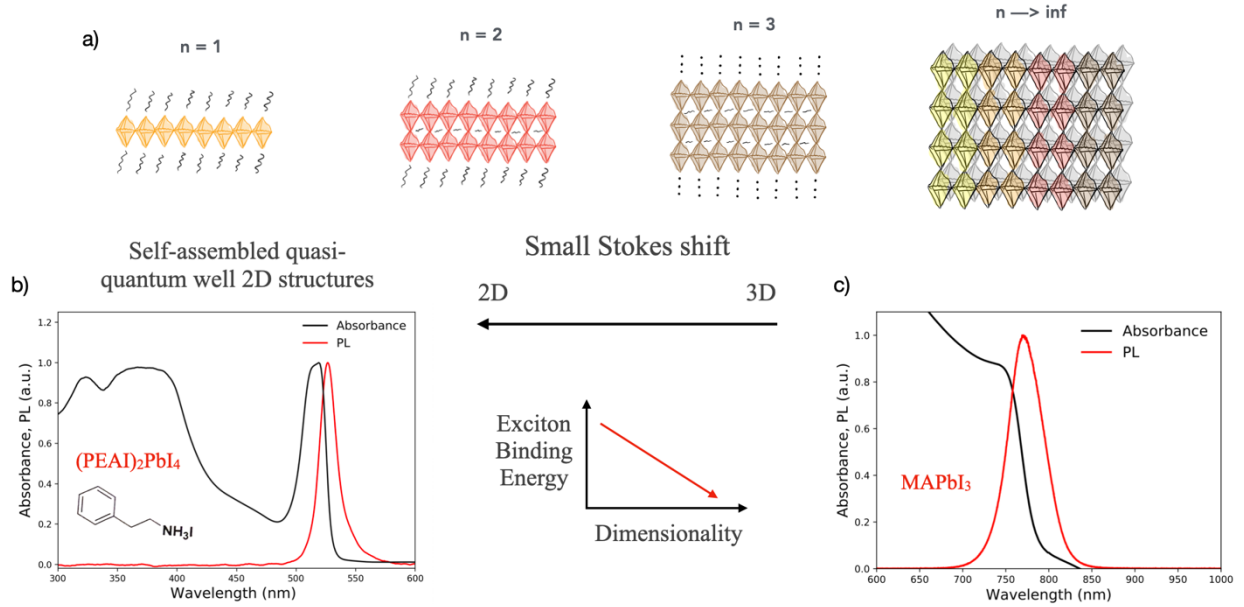 a)
n = 1
n = 2
n = 3
n —> inf
Self-assembled quasi-
quantum well 2D structures
Small Stokes shift
2D
3D
b)
1.2
1.0
0.8
0.6
0.4
0.2
0.0
Absorbance, PL (a.u.)
Absorbance
PL
(PEAI)₂PbI₄
NH₃I
300
350
400
450
500
550
600
Wavelength (nm)
Exciton
Binding
Energy
Dimensionality
c)
1.0
0.8
0.6
0.4
0.2
0.0
Absorbance, PL (a.u.)
Absorbance
PL
MAPbI₃
600
650
700
750
800
850
900
950
1000
Wavelength (nm)